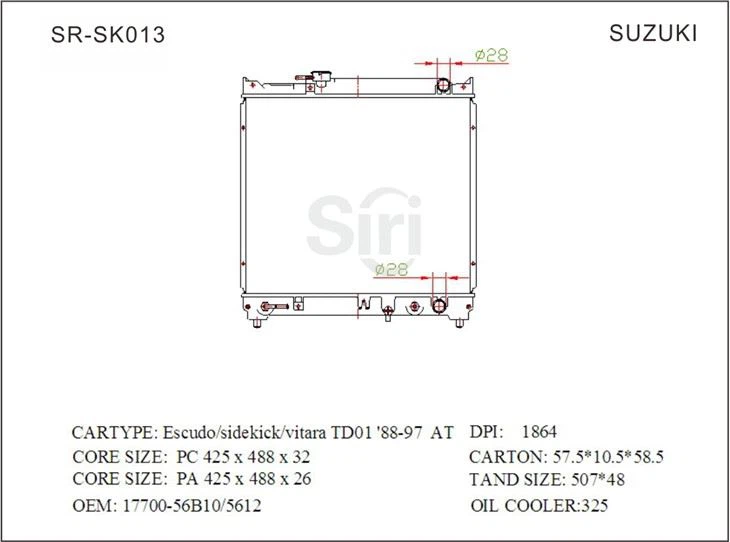 SR-SK013
SUZUKI
ø28
Siri
ø28
CARTYPE: Escudo/sidekick/vitara TD01 '88-97 AT
DPI: 1864
CORE SIZE: PC 425 x 488 x 32
CARTON: 57.5*10.5*58.5
CORE SIZE: PA 425 x 488 x 26
TAND SIZE: 507*48
OEM: 17700-56B10/5612
OIL COOLER:325